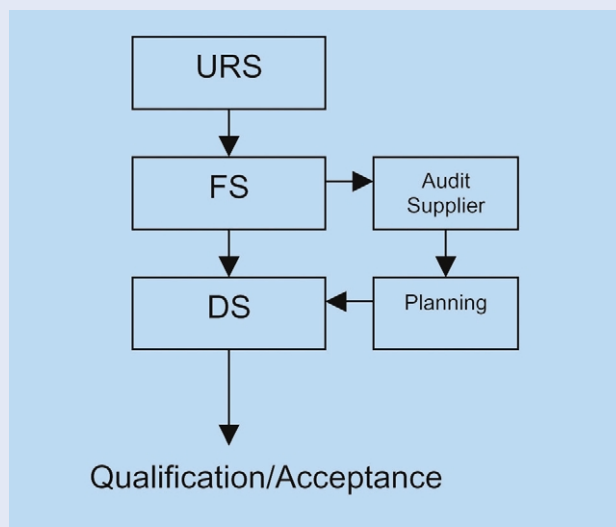 URS
FS
Audit
Supplier
DS
Planning
Qualification/Acceptance